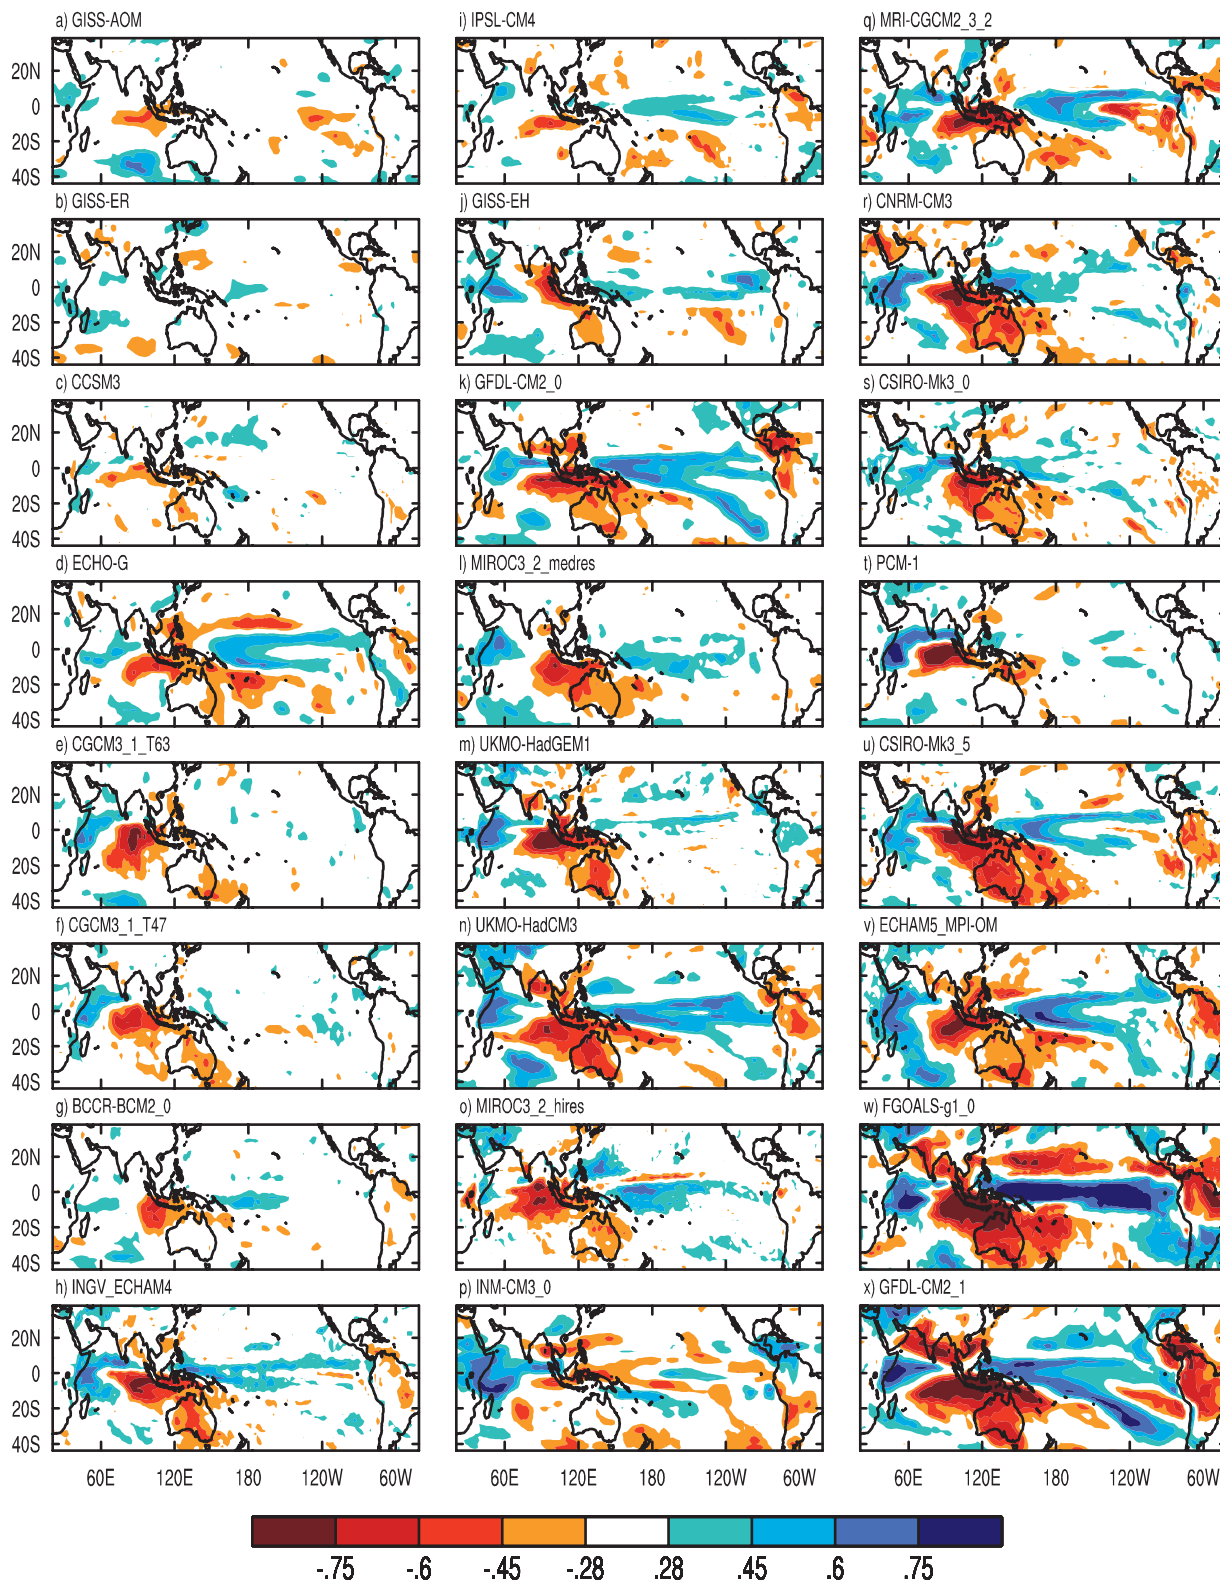 a) GISS-AOM
i) IPSL-CM4
q) MRI-CGCM2_3_2
20N
0
20S
40S
b) GISS-ER
j) GISS-EH
r) CNRM-CM3
20N
0
20S
40S
c) CCSM3
k) GFDL-CM2_0
s) CSIRO-Mk3_0
20N
0
20S
40S
d) ECHO-G
l) MIROC3_2_medres
t) PCM-1
20N
0
20S
40S
e) CGCM3_1_T63
m) UKMO-HadGEM1
u) CSIRO-Mk3_5
20N
0
20S
40S
f) CGCM3_1_T47
n) UKMO-HadCM3
v) ECHAM5_MPI-OM
20N
0
20S
40S
g) BCCR-BCM2_0
o) MIROC3_2_hires
w) FGOALS-g1_0
20N
0
20S
40S
h) INGV_ECHAM4
p) INM-CM3_0
x) GFDL-CM2_1
20N
0
20S
40S
60E 120E 180 120W 60W 60E 120E 180 120W 60W 60E 120E 180 120W 60W
-.75 -.6 -.45 -.28 .28 .45 .6 .75